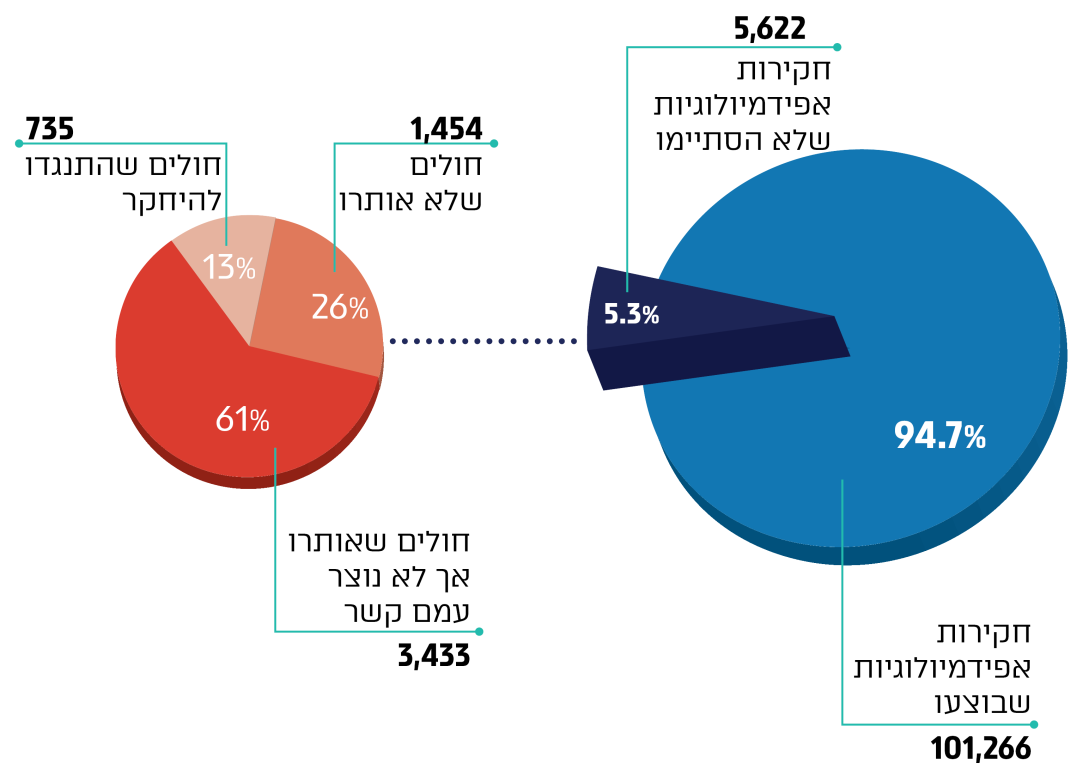 5,622
חקירות
אפידמיולוגיות
שלא הסתיימו
5.3%
94.7%
חקירות
אפידמיולוגיות
שבוצעו
101,266
1,454
חולים
שלא אותרו
26%
735
חולים שהתנגדו
להיחקר
13%
61%
חולים שאותרו
אך לא נוצר
עמם קשר
3,433